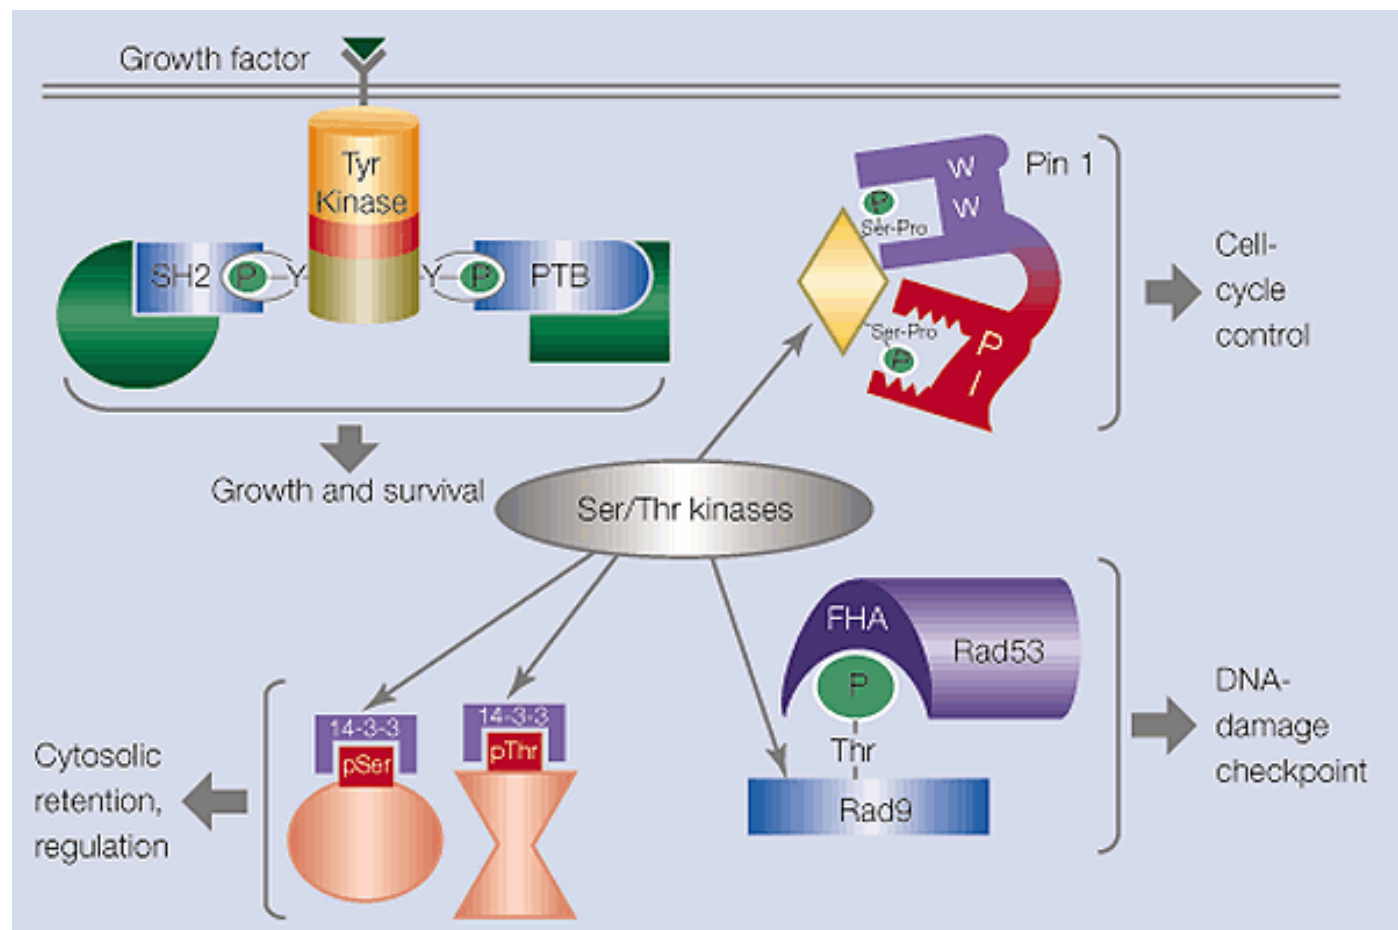 Growth factor
Tyr
Kinase
SH2
P
Y
Y
P
PTB
Growth and survival
W
W
Pin 1
P
Ser-Pro
Ser-Pro
P
P
I
Cell-
cycle
control
Ser/Thr kinases
FHA
Rad53
P
Thr
Rad9
DNA-
damage
checkpoint
14-3-3
pSer
14-3-3
pThr
Cytosolic
retention,
regulation